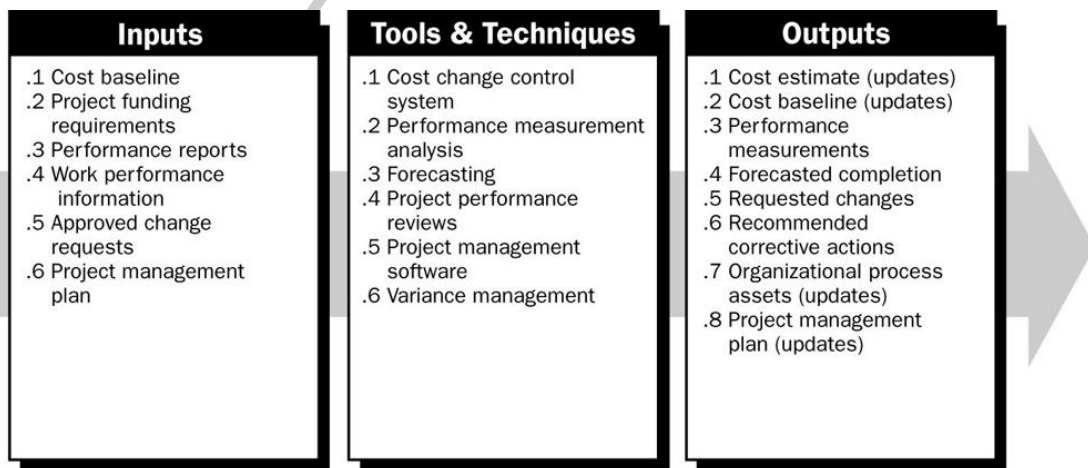 Inputs
.1 Cost baseline
.2 Project funding
requirements
.3 Performance reports
.4 Work performance
information
.5 Approved change
requests
.6 Project management
plan
Tools & Techniques
.1 Cost change control
system
.2 Performance measurement
analysis
.3 Forecasting
.4 Project performance
reviews
.5 Project management
software
.6 Variance management
Outputs
.1 Cost estimate (updates)
.2 Cost baseline (updates)
.3 Performance
measurements
.4 Forecasted completion
.5 Requested changes
.6 Recommended
corrective actions
.7 Organizational process
assets (updates)
.8 Project management
plan (updates)